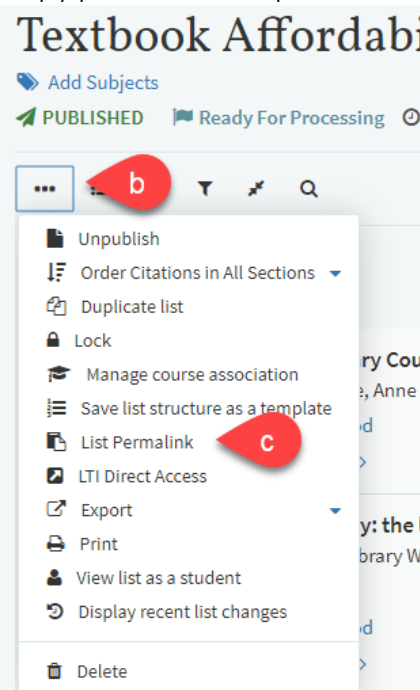 Textbook Affordabi
Add Subjects
PUBLISHED Ready For Processing
b
Unpublish
Order Citations in All Sections
Duplicate list
Lock
Manage course association
Save list structure as a template
List Permalink
c
LTI Direct Access
Export
Print
View list as a student
Display recent list changes
Delete
ry Cou
, Anne
d
y: the
brary W
d